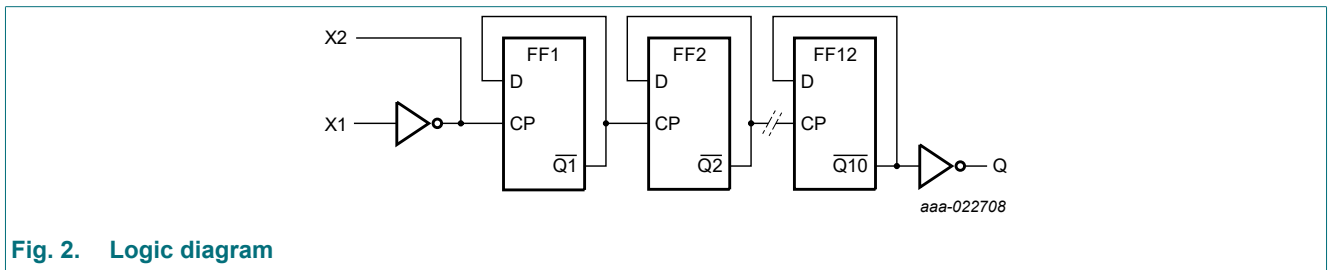 X2
FF1
FF2
FF12
D
D
D
X1
CP
CP
CP
Q1
Q2
Q10
Q
aaa-022708
Fig. 2. Logic diagram